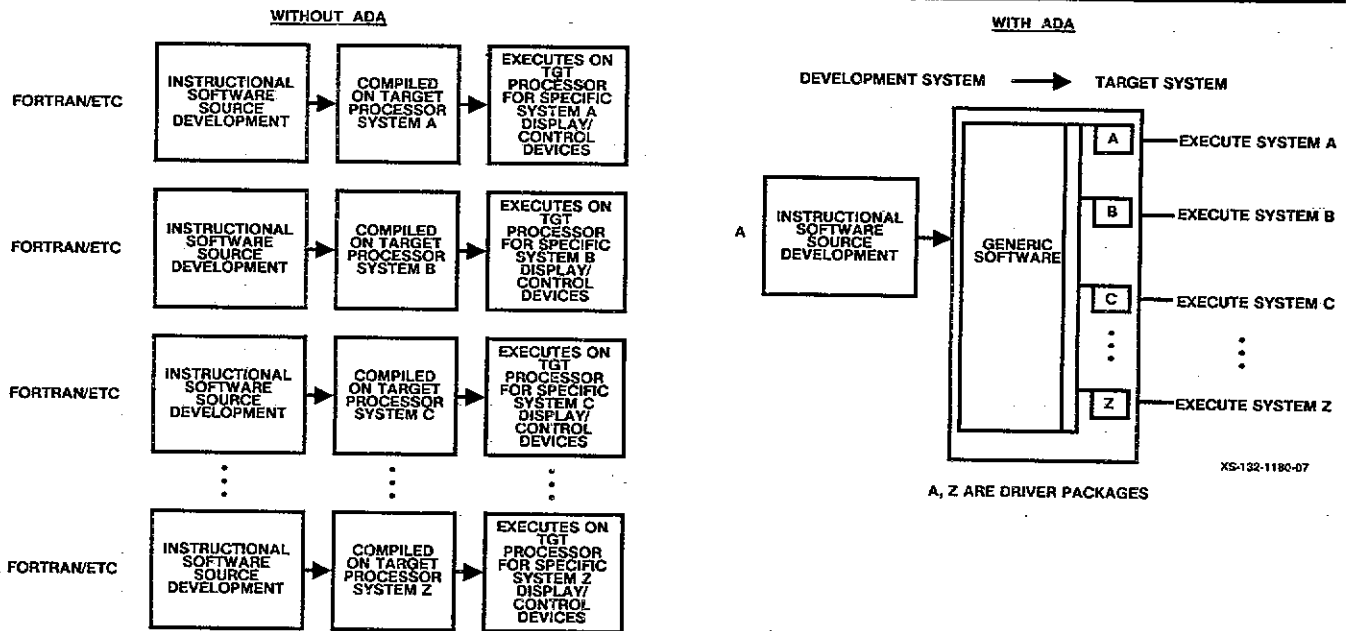 WITHOUT ADA
FORTRAN/ETC
INSTRUCTIONAL
SOFTWARE
SOURCE
DEVELOPMENT
COMPILED
ON TARGET
PROCESSOR
SYSTEM A
EXECUTES ON
TGT
PROCESSOR
FOR SPECIFIC
SYSTEM A
DISPLAY/
CONTROL
DEVICES
FORTRAN/ETC
INSTRUCTIONAL
SOFTWARE
SOURCE
DEVELOPMENT
COMPILED
ON TARGET
PROCESSOR
SYSTEM B
EXECUTES ON
TGT
PROCESSOR
FOR SPECIFIC
SYSTEM B
DISPLAY/
CONTROL
DEVICES
FORTRAN/ETC
INSTRUCTIONAL
SOFTWARE
SOURCE
DEVELOPMENT
COMPILED
ON TARGET
PROCESSOR
SYSTEM C
EXECUTES ON
TGT
PROCESSOR
FOR SPECIFIC
SYSTEM C
DISPLAY/
CONTROL
DEVICES
FORTRAN/ETC
INSTRUCTIONAL
SOFTWARE
SOURCE
DEVELOPMENT
COMPILED
ON TARGET
PROCESSOR
SYSTEM Z
EXECUTES ON
TGT
PROCESSOR
FOR SPECIFIC
SYSTEM Z
DISPLAY/
CONTROL
DEVICES
WITH ADA
DEVELOPMENT SYSTEM
TARGET SYSTEM
A
INSTRUCTIONAL
SOFTWARE
SOURCE
DEVELOPMENT
GENERIC
SOFTWARE
A
EXECUTE SYSTEM A
B
EXECUTE SYSTEM B
C
EXECUTE SYSTEM C
Z
EXECUTE SYSTEM Z
XS-132-1180-07
A, Z ARE DRIVER PACKAGES